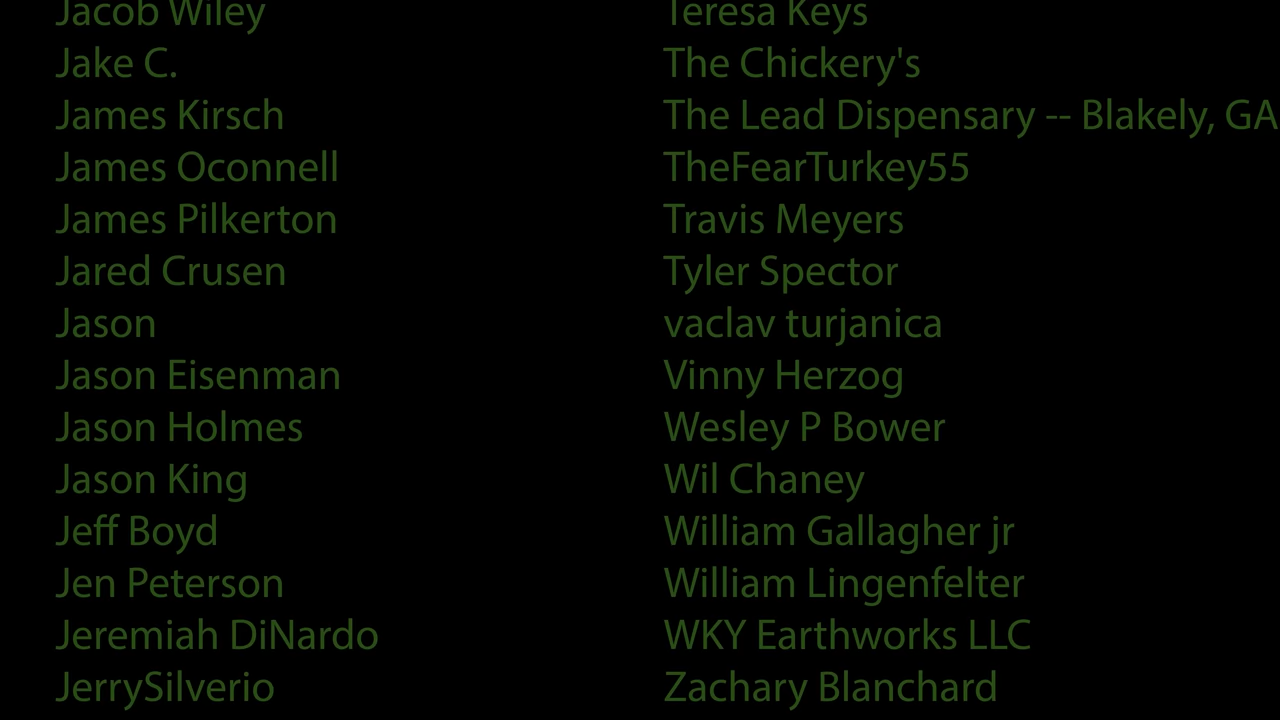 Jacob Wiley
Jake C.
James Kirsch
James Oconnell
James Pilkerton
Jared Crusen
Jason
Jason Eisenman
Jason Holmes
Jason King
Jeff Boyd
Jen Peterson
Jeremiah DiNardo
JerrySilverio
Teresa Keys
The Chickery's
The Lead Dispensary -- Blakely, GA
TheFearTurkey55
Travis Meyers
Tyler Spector
vaclav turjanica
Vinny Herzog
Wesley P Bower
Wil Chaney
William Gallagher jr
William Lingenfelter
WKY Earthworks LLC
Zachary Blanchard